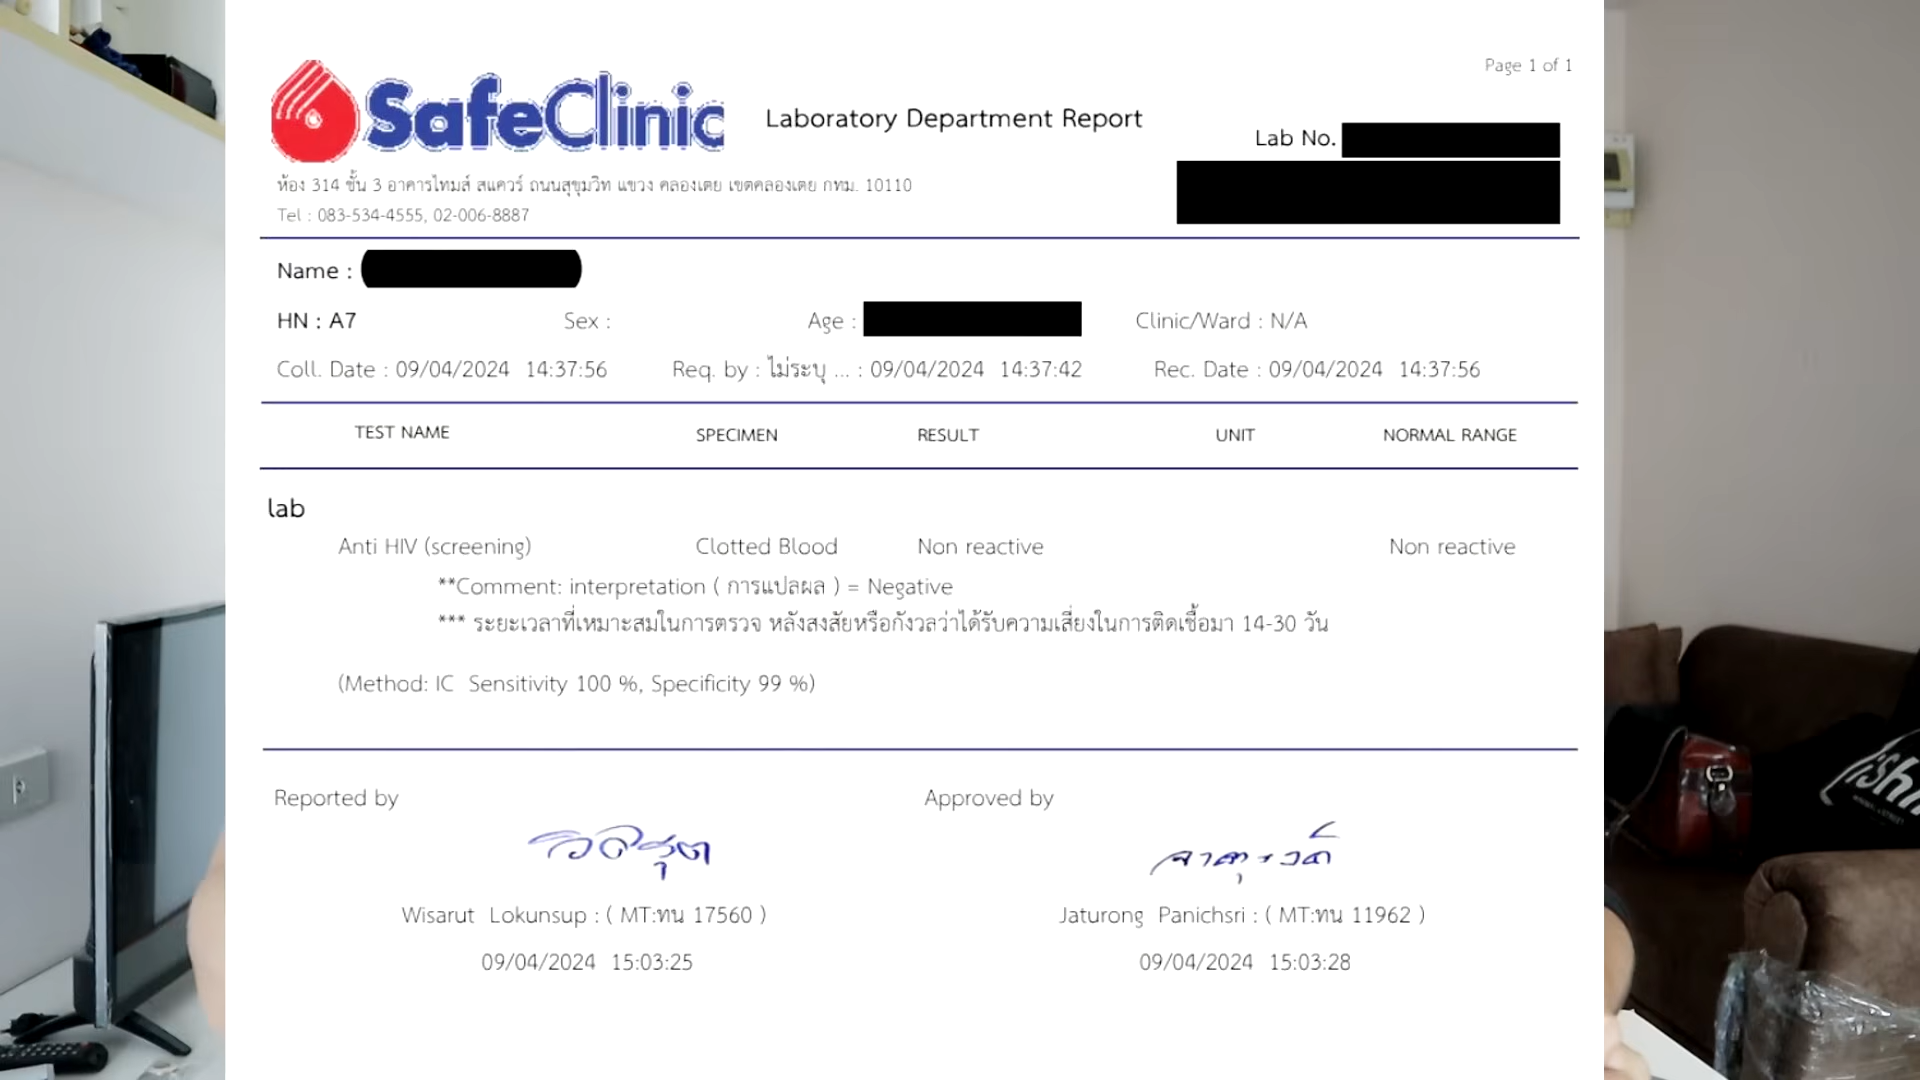 Page 1 of 1
SafeClinic
Laboratory Department Report
Lab No.
ห้อง 314 ชั้น 3 อาคารไทมส์ สแควร์ ถนนสุขุมวิท แขวง คลองเตย เขตคลองเตย กทม. 10110
Tel : 083-534-4555, 02-006-8887
Name :
HN : A7 Sex : Age : Clinic/Ward : N/A
Coll. Date : 09/04/2024 14:37:56 Req. by : ไม่ระบุ ... : 09/04/2024 14:37:42 Rec. Date : 09/04/2024 14:37:56
TEST NAME SPECIMEN RESULT UNIT NORMAL RANGE
lab
Anti HIV (screening) Clotted Blood Non reactive Non reactive
**Comment: interpretation ( การแปลผล ) = Negative
*** ระยะเวลาที่เหมาะสมในการตรวจ หลังสงสัยหรือกังวลว่าได้รับความเสี่ยงในการติดเชื้อมา 14-30 วัน
(Method: IC Sensitivity 100 %, Specificity 99 %)
Reported by Approved by
Wisarut Lokunsup : ( MT:ทน 17560 ) Jaturong Panichsri : ( MT:ทน 11962 )
09/04/2024 15:03:25 09/04/2024 15:03:28